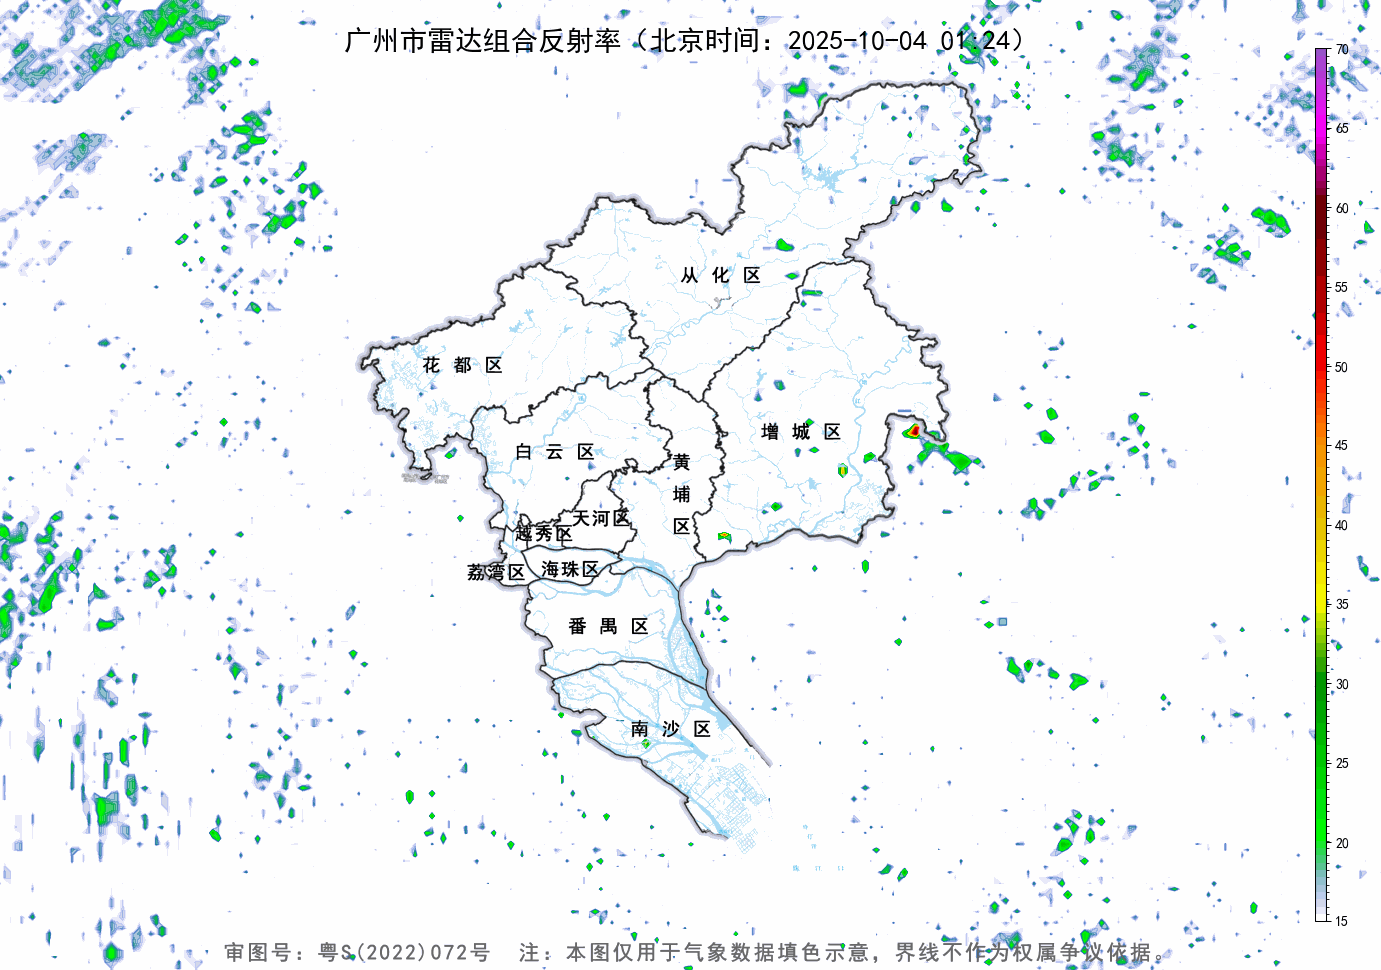 广州市雷达组合反射率（北京时间：2025-10-04 01:24）
70
65
60
55
50
45
40
35
30
25
20
15
从化区
花都区
增城区
白云区
黄埔区
天河区
越秀区
荔湾区
海珠区
番禺区
南沙区
审图号：粤S(2022)072号 注：本图仅用于气象数据填色示意，界线不作为权属争议依据。